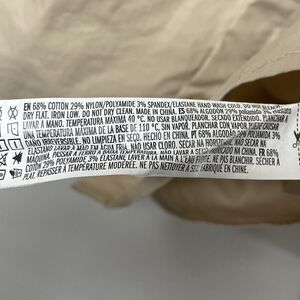 EN 68% COTTON 29% NYLON/POLYAMIDE 3% SPANDEX/ELASTANE HAND WASH COLD. DO NOT BLEACH.
DRY FLAT. IRON LOW. DO NOT DRY CLEAN. MADE IN CHINA. ES 68% ALGODÓN 29% poliamida 3%
LAVAR A MANO. TEMPERATURA MÁXIMA 40 °C. NO USAR BLANQUEADOR. SECADO EXTENDIDO. PLANCHAR A
TEMPERATURA MÁXIMA DE LA BASE DE 110 °C, SIN VAPOR. PLANCHAR CON VAPOR PUEDE CAUSAR
DAÑO IRREVERSIBLE. NO LIMPIAR EN SECO. HECHO EN CHINA. PT 68% ALGODÃO 29% POLIAMIDA 3%
ELASTANO LAVAR À MÃO EM ÁGUA FRIA. NÃO USAR ALVEJANTE. SECAR NA HORIZONTAL. NÃO SECAR NA
MÁQUINA. PASSAR A FERRO A BAIXA TEMPERATURA. NÃO LAVAR A SECO. FABRICADO NA CHINA. FR 68%
COTON 29% POLYAMIDE 3% ÉLASTHANNE LAVER À LA MAIN À L'EAU FROIDE. NE PAS BLANCHIR. SÉCHER À
PLAT. REPASSER À TEMPÉRATURE MODÉRÉE. NE PAS NETTOYER À SEC. FABRIQUÉ EN CHINE.